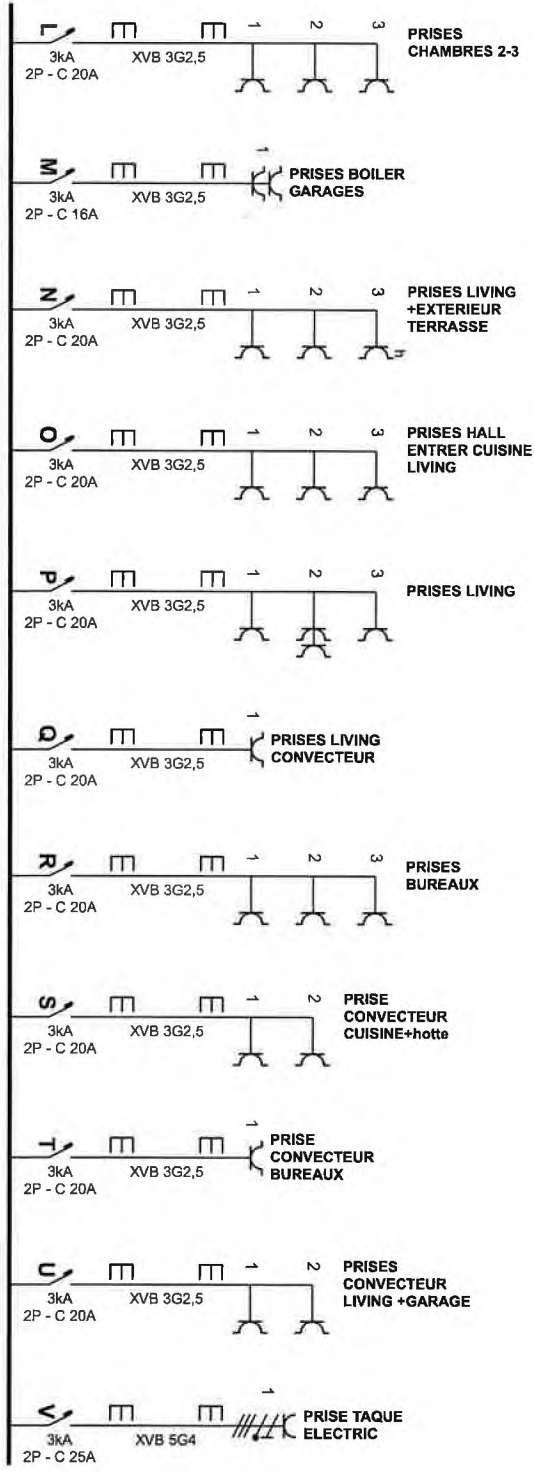 L
1
2
3
PRISES
CHAMBRES 2-3
3kA
XVB 3G2,5
2P - C 20A
M
1
PRISES BOILER
GARAGES
3kA
XVB 3G2,5
2P - C 16A
N
1
2
3
PRISES LIVING
+EXTERIEUR
TERRASSE
3kA
XVB 3G2,5
2P - C 20A
h
O
1
2
3
PRISES HALL
ENTRER CUISINE
LIVING
3kA
XVB 3G2,5
2P - C 20A
P
1
2
3
PRISES LIVING
3kA
XVB 3G2,5
2P - C 20A
Q
1
PRISES LIVING
CONVECTEUR
3kA
XVB 3G2,5
2P - C 20A
R
1
2
3
PRISES
BUREAUX
3kA
XVB 3G2,5
2P - C 20A
S
1
2
PRISE
CONVECTEUR
CUISINE+hotte
3kA
XVB 3G2,5
2P - C 20A
T
1
PRISE
CONVECTEUR
BUREAUX
3kA
XVB 3G2,5
2P - C 20A
U
1
2
PRISES
CONVECTEUR
LIVING +GARAGE
3kA
XVB 3G2,5
2P - C 20A
V
1
PRISE TAQUE
ELECTRIC
3kA
XVB 5G4
2P - C 25A